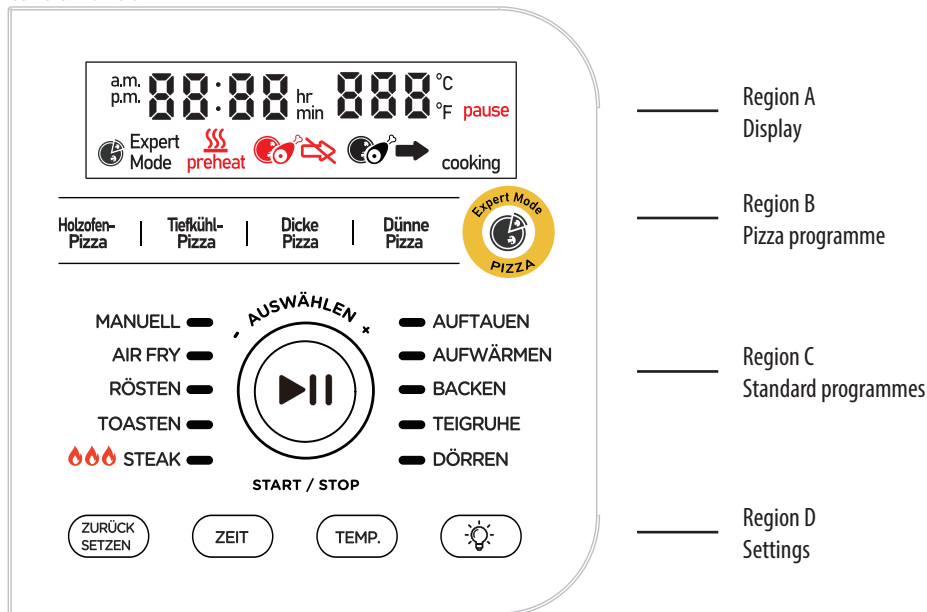 a.m.
p.m.
88:88
hr
min
888
°C
°F
pause
Expert
Mode
preheat
cooking
Region A
Display
Holzofen-
Pizza
Tiefkühl-
Pizza
Dicke
Pizza
Dünne
Pizza
Expert Mode
PIZZA
Region B
Pizza programme
MANUELL
AIR FRY
RÖSTEN
TOASTEN
STEAK
- AUSWÄHLEN +
START / STOP
AUFTAUEN
AUFWÄRMEN
BACKEN
TEIGRUHE
DÖRREN
Region C
Standard programmes
ZURÜCK
SETZEN
ZEIT
TEMP.
Region D
Settings